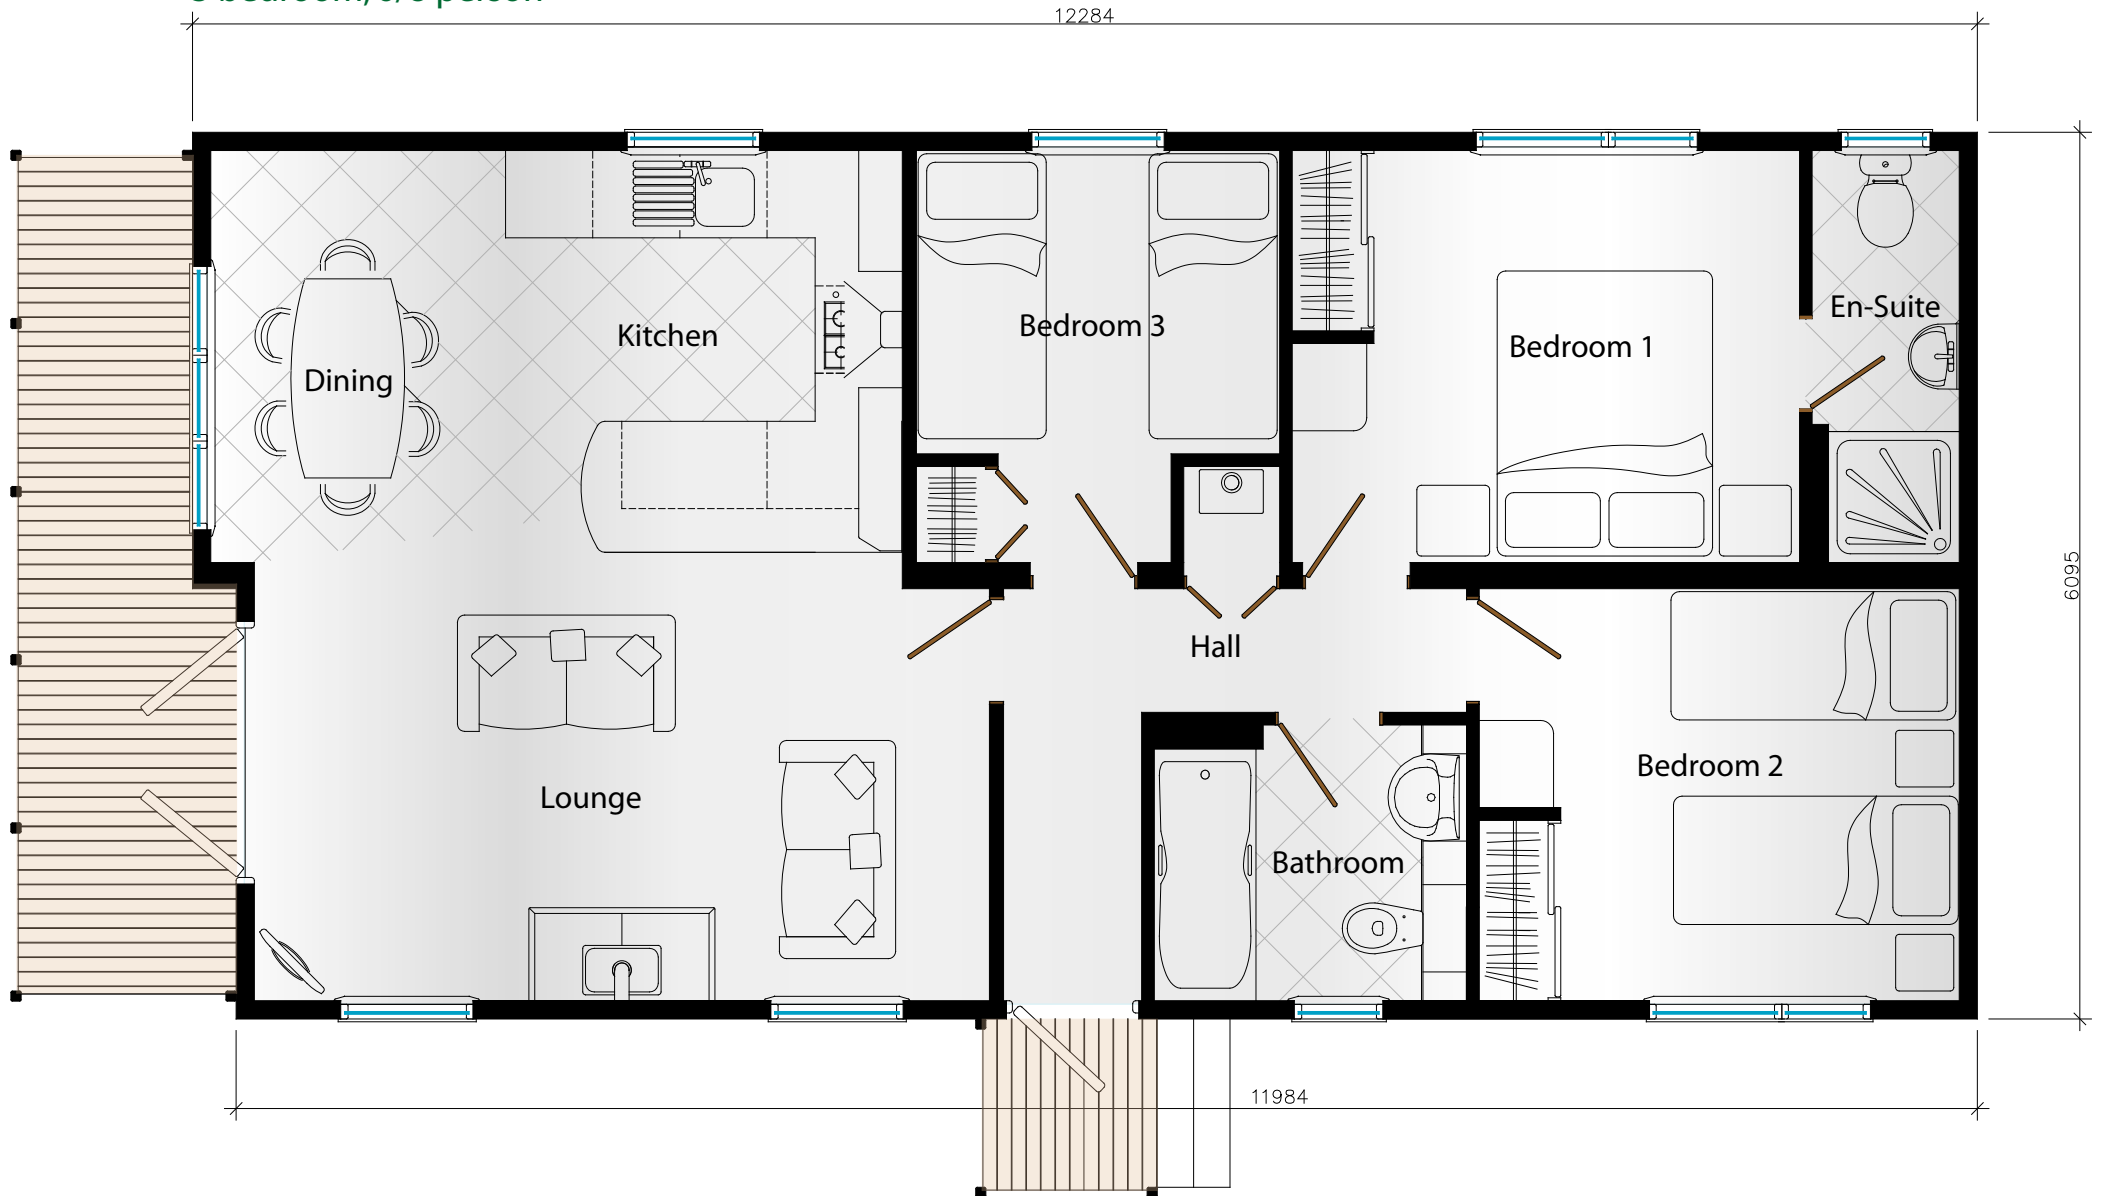 12284
Kitchen
Dining
Bedroom 3
Bedroom 1
En-Suite
6095
Hall
Lounge
Bedroom 2
Bathroom
11984